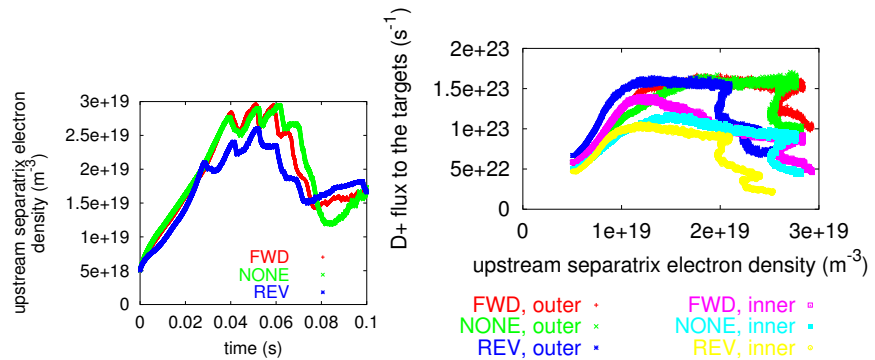 upstream separatrix electron
density (m-3)
3e+19
2.5e+19
2e+19
1.5e+19
1e+19
5e+18
0
0 0.02 0.04 0.06 0.08 0.1
time (s)
FWD
NONE
REV
D+ flux to the targets (s-1)
2e+23
1.5e+23
1e+23
5e+22
0
0 1e+19 2e+19 3e+19
upstream separatrix electron density (m-3)
FWD, outer
NONE, outer
REV, outer
FWD, inner
NONE, inner
REV, inner